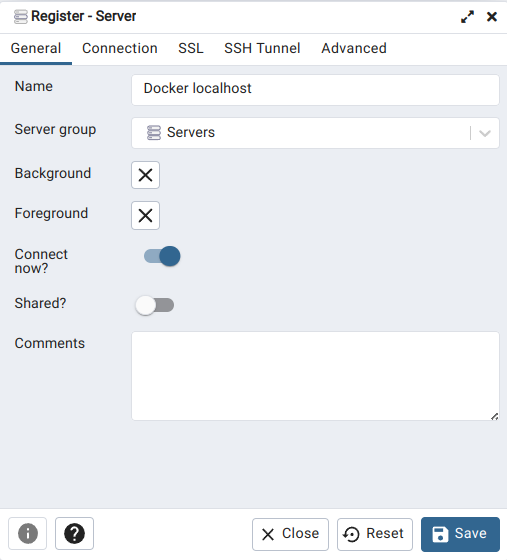 Register - Server
General Connection SSL SSH Tunnel Advanced
Name Docker localhost
Server group Servers
Background
Foreground
Connect
now?
Shared?
Comments
Close Reset Save